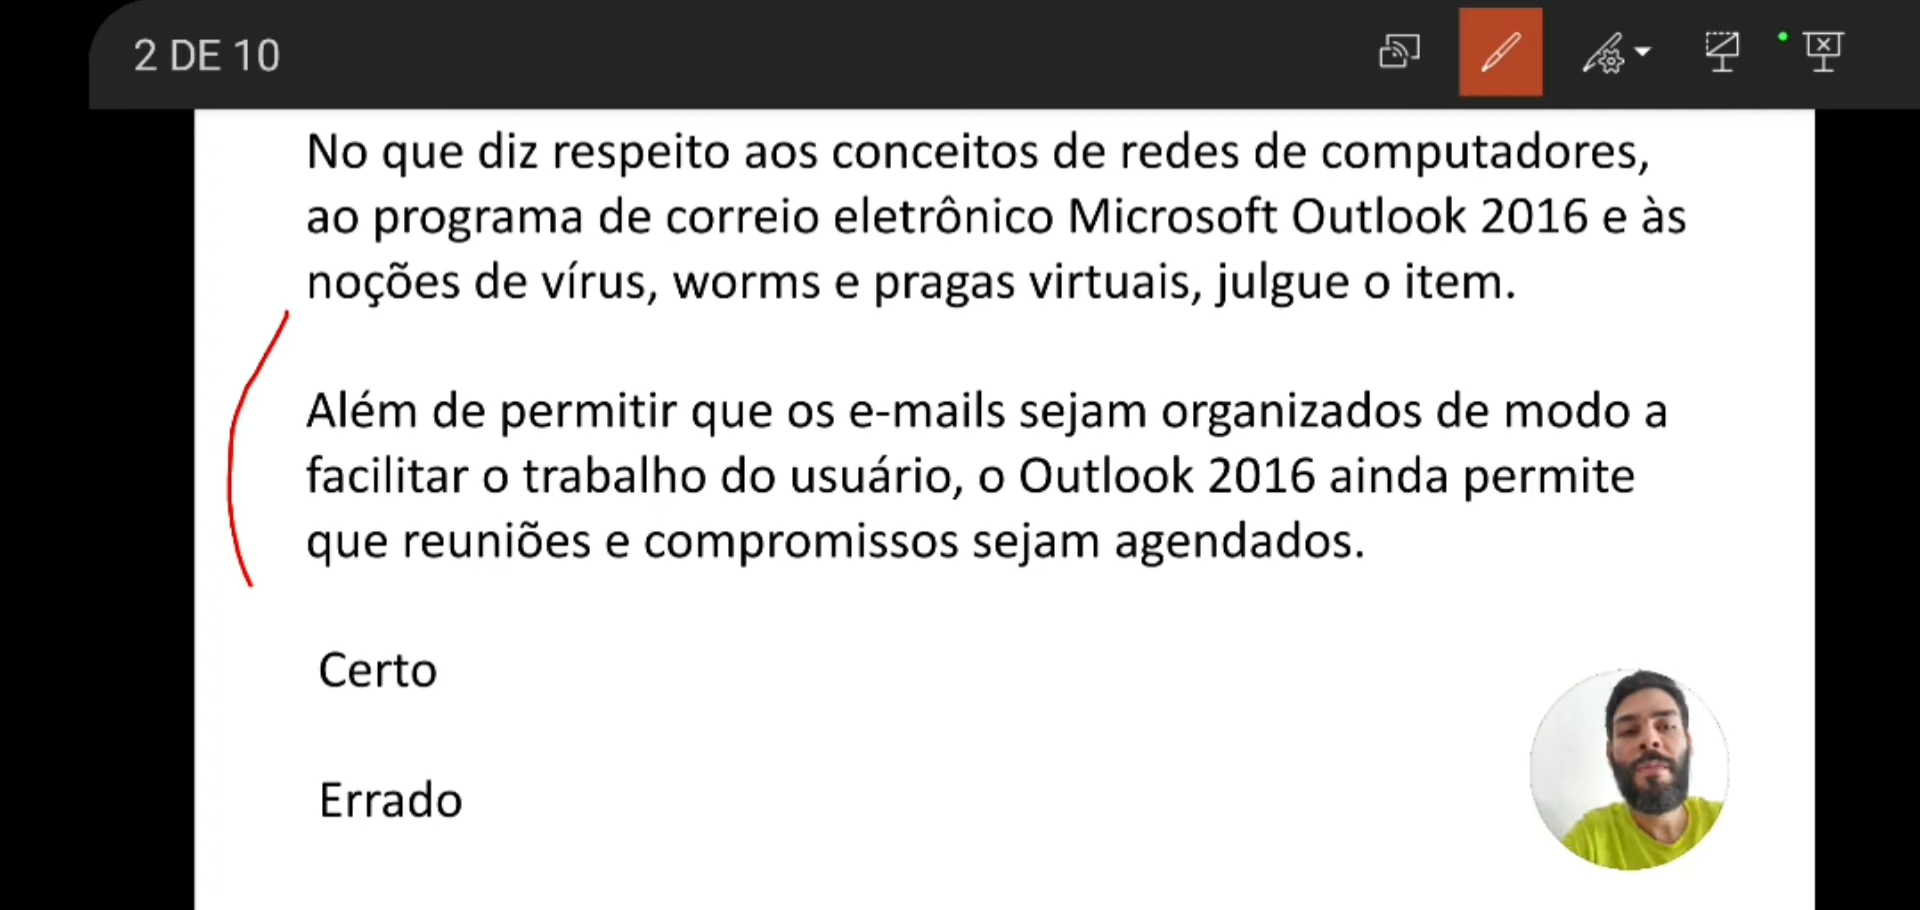 2 DE 10
No que diz respeito aos conceitos de redes de computadores,
ao programa de correio eletrônico Microsoft Outlook 2016 e às
noções de vírus, worms e pragas virtuais, julgue o item.
Além de permitir que os e-mails sejam organizados de modo a
facilitar o trabalho do usuário, o Outlook 2016 ainda permite
que reuniões e compromissos sejam agendados.
Certo
Errado